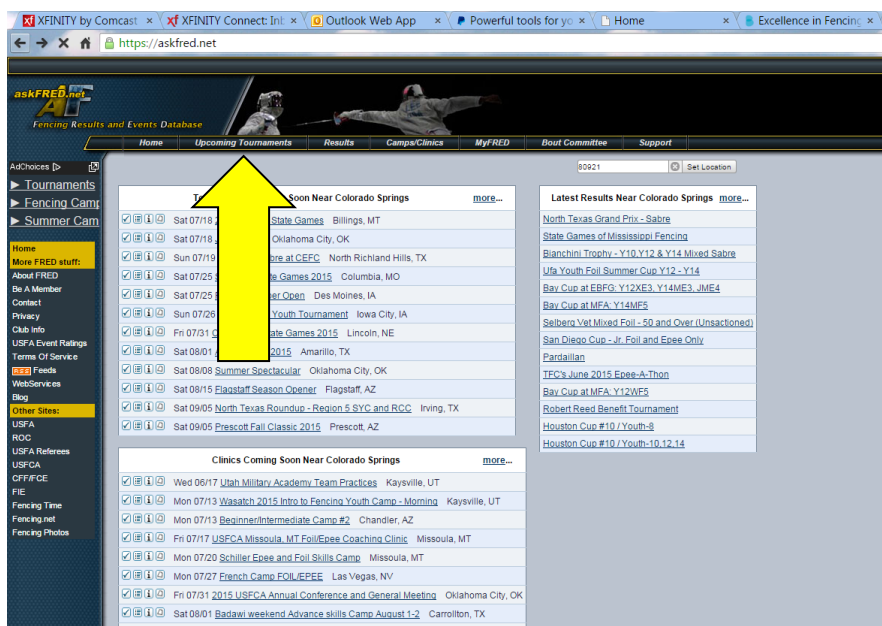 XFINITY by Comcast
XFINITY Connect: Inb
Outlook Web App
Powerful tools for yo
Home
Excellence in Fencing
https://askfred.net
askFRED.net
AF
Fencing Results and Events Database
Home Upcoming Tournaments Results Camps/Clinics MyFRED Bout Committee Support
80921 Set Location
AdChoices
Tournaments
Fencing Camp
Summer Cam
Home
More FRED stuff:
About FRED
Be A Member
Contact
Privacy
Club Info
USFA Event Ratings
Terms Of Service
RSS Feeds
WebServices
Blog
Other Sites:
USFA
ROC
USFA Referees
USFCA
CFF/FCE
FIE
Fencing Time
Fencing.net
Fencing Photos
Soon Near Colorado Springs more...
Sat 07/18 State Games Billings, MT
Sat 07/18 Oklahoma City, OK
Sun 07/19 at CEFC North Richland Hills, TX
Sat 07/25 Games 2015 Columbia, MO
Sat 07/25 Open Des Moines, IA
Sun 07/26 Youth Tournament Iowa City, IA
Fri 07/31 Games 2015 Lincoln, NE
Sat 08/01 2015 Amarillo, TX
Sat 08/08 Summer Spectacular Oklahoma City, OK
Sat 08/15 Flagstaff Season Opener Flagstaff, AZ
Sat 09/05 North Texas Roundup - Region 5 SYC and RCC Irving, TX
Sat 09/05 Prescott Fall Classic 2015 Prescott, AZ
Clinics Coming Soon Near Colorado Springs more...
Wed 06/17 Utah Military Academy Team Practices Kaysville, UT
Mon 07/13 Wasatch 2015 Intro to Fencing Youth Camp - Morning Kaysville, UT
Mon 07/13 Beginner/Intermediate Camp #2 Chandler, AZ
Fri 07/17 USFCA Missoula, MT Foil/Epee Coaching Clinic Missoula, MT
Mon 07/20 Schiller Epee and Foil Skills Camp Missoula, MT
Mon 07/27 French Camp FOIL/EPEE Las Vegas, NV
Fri 07/31 2015 USFCA Annual Conference and General Meeting Oklahoma City, OK
Sat 08/01 Badawi weekend Advance skills Camp August 1-2 Carrollton, TX
Latest Results Near Colorado Springs more...
North Texas Grand Prix - Sabre
State Games of Mississippi Fencing
Bianchini Trophy - Y10,Y12 & Y14 Mixed Sabre
Ufa Youth Foil Summer Cup Y12 - Y14
Bay Cup at EBFG: Y12XE3, Y14ME3, JME4
Bay Cup at MFA: Y14MF5
Selberg Vet Mixed Foil - 50 and Over (Unsactioned)
San Diego Cup - Jr. Foil and Epee Only
Pardaillan
TFC's June 2015 Epee-A-Thon
Bay Cup at MFA: Y12WF5
Robert Reed Benefit Tournament
Houston Cup #10 / Youth-8
Houston Cup #10 / Youth-10,12,14